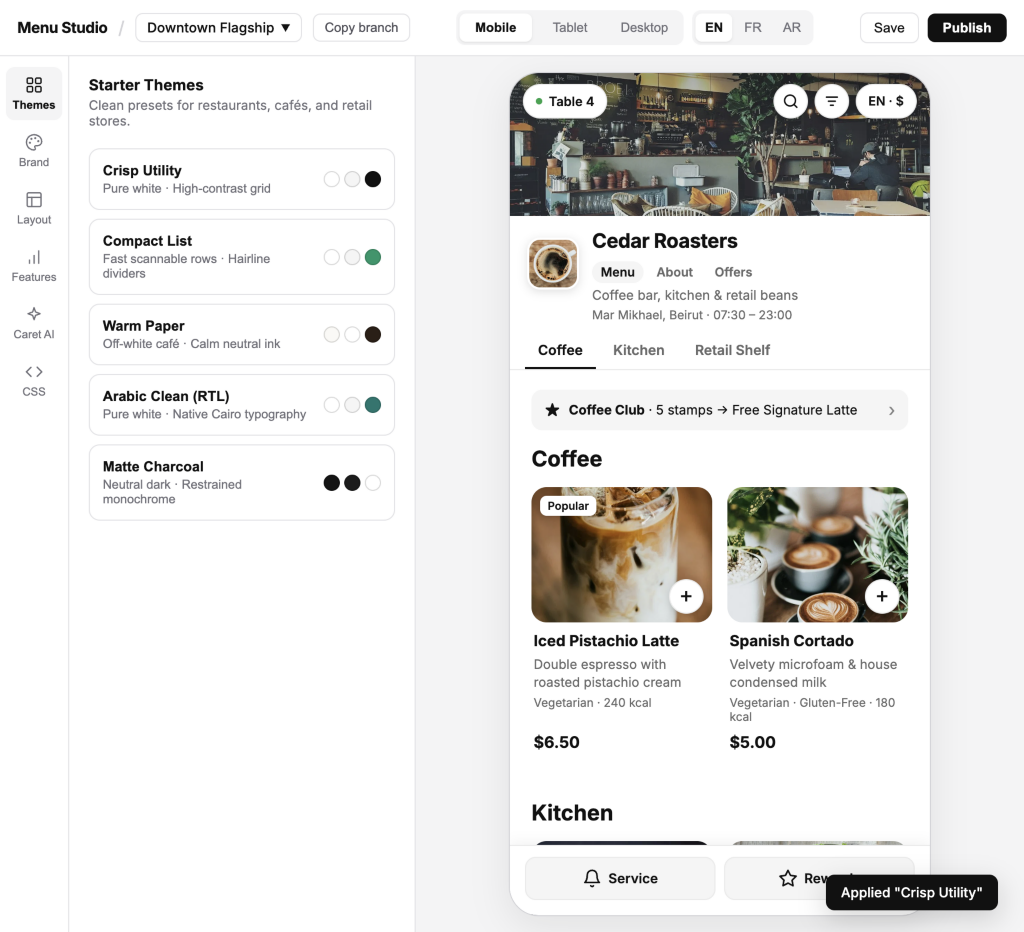 Menu Studio / Downtown Flagship ▼ Copy branch Mobile Tablet Desktop EN FR AR Save Publish
Themes
Brand
Layout
Features
Caret AI
CSS
Starter Themes
Clean presets for restaurants, cafés, and retail
stores.
Crisp Utility
Pure white · High-contrast grid
Compact List
Fast scannable rows · Hairline
dividers
Warm Paper
Off-white café · Calm neutral ink
Arabic Clean (RTL)
Pure white · Native Cairo typography
Matte Charcoal
Neutral dark · Restrained
monochrome
Table 4
EN · $
Cedar Roasters
Menu About Offers
Coffee bar, kitchen & retail beans
Mar Mikhael, Beirut · 07:30 – 23:00
Coffee Kitchen Retail Shelf
★ Coffee Club · 5 stamps → Free Signature Latte ›
Coffee
Popular
+
+
Iced Pistachio Latte
Double espresso with
roasted pistachio cream
Vegetarian · 240 kcal
$6.50
Spanish Cortado
Velvety microfoam & house
condensed milk
Vegetarian · Gluten-Free · 180
kcal
$5.00
Kitchen
Service
Applied "Crisp Utility"